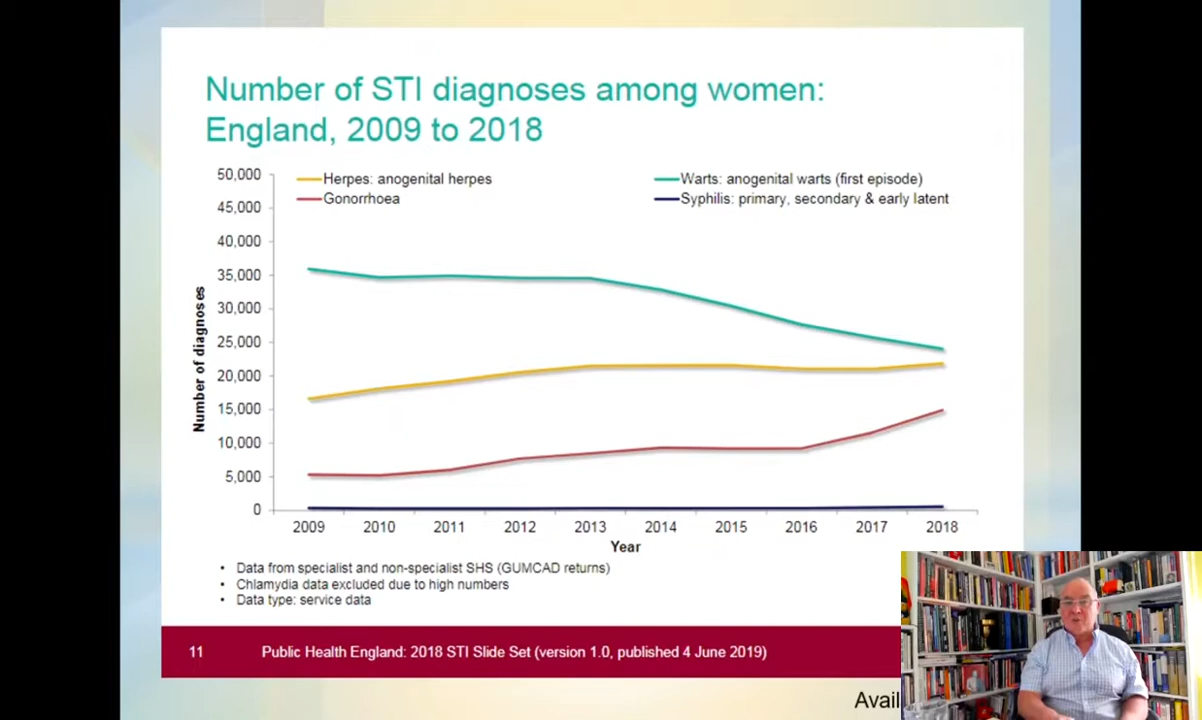 Number of STI diagnoses among women:
England, 2009 to 2018
50,000
45,000
40,000
35,000
30,000
25,000
20,000
15,000
10,000
5,000
0
Number of diagnoses
Herpes: anogenital herpes
Warts: anogenital warts (first episode)
Gonorrhoea
Syphilis: primary, secondary & early latent
2009 2010 2011 2012 2013 2014 2015 2016 2017 2018
Year
• Data from specialist and non-specialist SHS (GUMCAD returns)
• Chlamydia data excluded due to high numbers
• Data type: service data
11 Public Health England: 2018 STI Slide Set (version 1.0, published 4 June 2019)
Avail